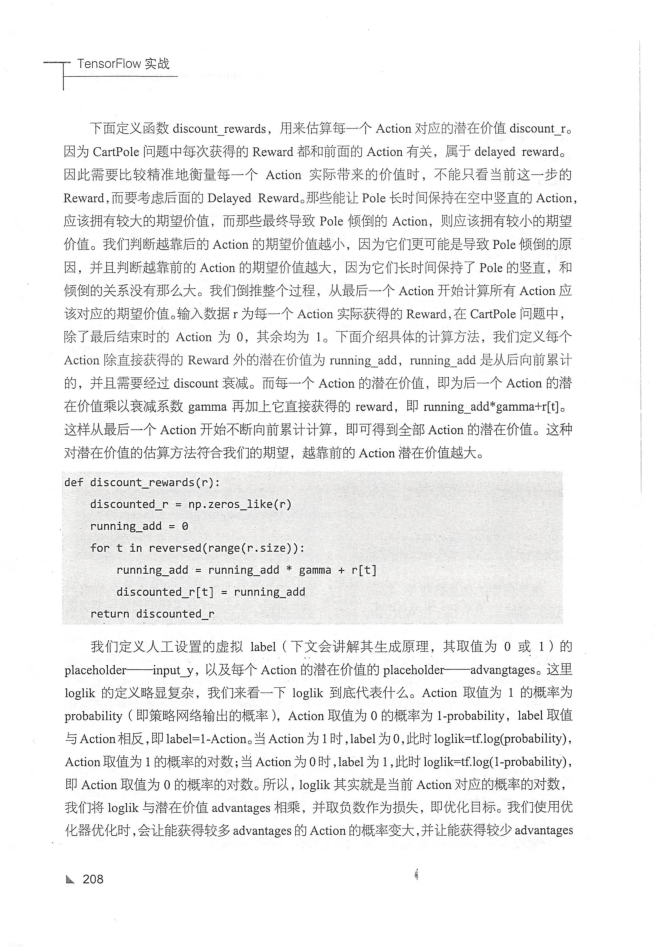 TensorFlow 实战
下面定义函数 discount_rewards，用来估算每一个 Action 对应的潜在价值 discount_r。
因为 CartPole 问题中每次获得的 Reward 都和前面的 Action 有关，属于 delayed reward。
因此需要比较精准地衡量每一个 Action 实际带来的价值时，不能只看当前这一步的
Reward，而要考虑后面的 Delayed Reward。那些能让 Pole 长时间保持在空中竖直的 Action，
应该拥有较大的期望价值，而那些最终导致 Pole 倾倒的 Action，则应该拥有较小的期望
价值。我们判断越靠后的 Action 的期望价值越小，因为它们更可能是导致 Pole 倾倒的原
因，并且判断越靠前的 Action 的期望价值越大，因为它们长时间保持了 Pole 的竖直，和
倾倒的关系没有那么大。我们倒推整个过程，从最后一个 Action 开始计算所有 Action 应
该对应的期望价值。输入数据 r 为每一个 Action 实际获得的 Reward，在 CartPole 问题中，
除了最后结束时的 Action 为 0，其余均为 1。下面介绍具体的计算方法，我们定义每个
Action 除直接获得的 Reward 外的潜在价值为 running_add，running_add 是从后向前累计
的，并且需要经过 discount 衰减。而每一个 Action 的潜在价值，即为后一个 Action 的潜
在价值乘以衰减系数 gamma 再加上它直接获得的 reward，即 running_add*gamma+r[t]。
这样从最后一个 Action 开始不断向前累计计算，即可得到全部 Action 的潜在价值。这种
对潜在价值的估算方法符合我们的期望，越靠前的 Action 潜在价值越大。
def discount_rewards(r):
discounted_r = np.zeros_like(r)
running_add = 0
for t in reversed(range(r.size)):
running_add = running_add * gamma + r[t]
discounted_r[t] = running_add
return discounted_r
我们定义人工设置的虚拟 label（下文会讲解其生成原理，其取值为 0 或 1）的
placeholder——input_y，以及每个 Action 的潜在价值的 placeholder——advangtages。这里
loglik 的定义略显复杂，我们来看一下 loglik 到底代表什么。Action 取值为 1 的概率为
probability（即策略网络输出的概率），Action 取值为 0 的概率为 1-probability，label 取值
与 Action 相反，即 label=1-Action。当 Action 为 1 时，label 为 0，此时 loglik=tf.log(probability)，
Action 取值为 1 的概率的对数；当 Action 为 0 时，label 为 1，此时 loglik=tf.log(1-probability)，
即 Action 取值为 0 的概率的对数。所以，loglik 其实就是当前 Action 对应的概率的对数，
我们将 loglik 与潜在价值 advantages 相乘，并取负数作为损失，即优化目标。我们使用优
化器优化时，会让能获得较多 advantages 的 Action 的概率变大，并让能获得较少 advantages
208